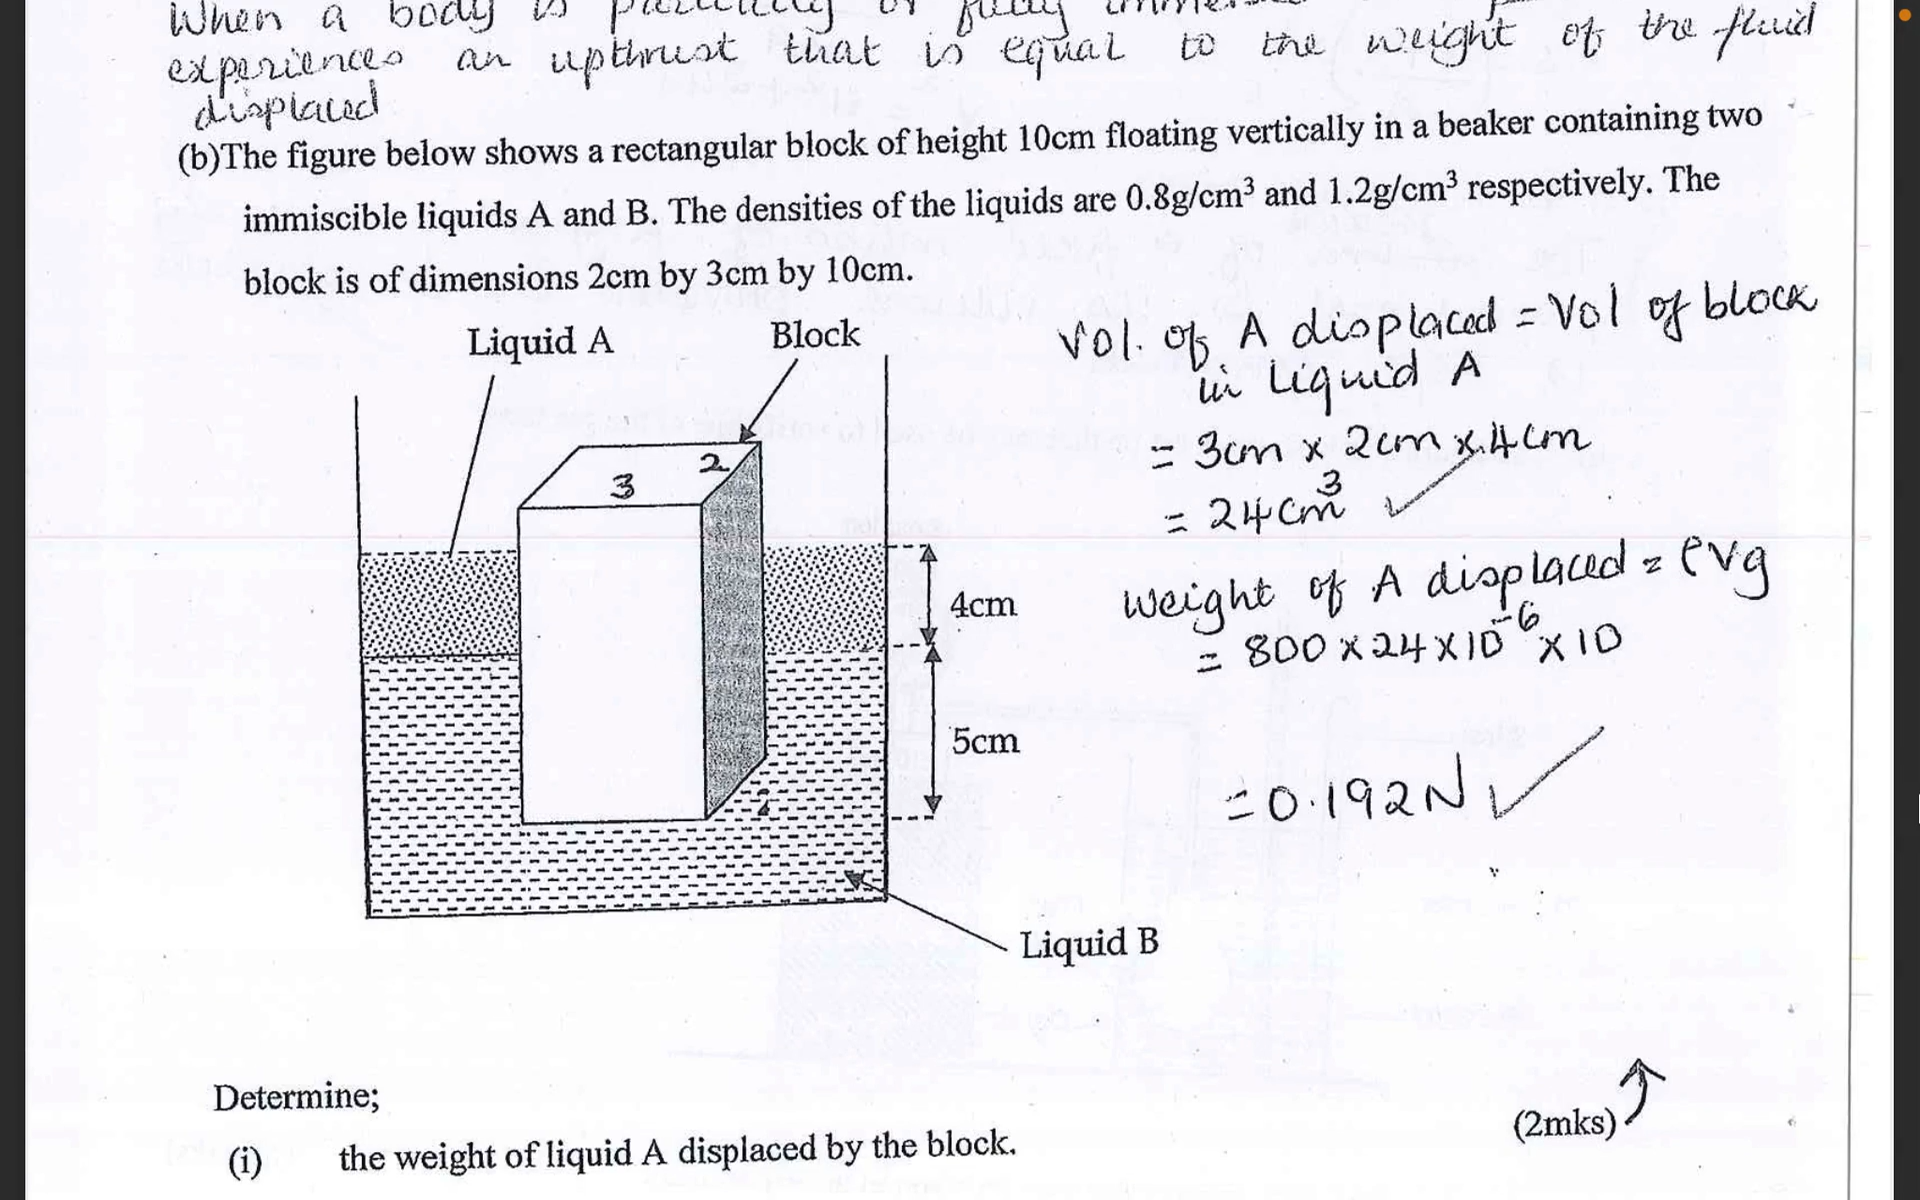 When a body is partially or fully
experiences an upthrust that is equal to the weight of the fluid
displaced
(b)The figure below shows a rectangular block of height 10cm floating vertically in a beaker containing two
immiscible liquids A and B. The densities of the liquids are 0.8g/cm³ and 1.2g/cm³ respectively. The
block is of dimensions 2cm by 3cm by 10cm.
Liquid A
Block
2
3
4cm
5cm
Liquid B
Vol. of A displaced = Vol of block
in Liquid A
= 3cm x 2cm x 4cm
= 24cm³ ✓
Weight of A displaced = ρvg
= 800 x 24 x 10⁻⁶ x 10
= 0.192N ✓
Determine;
(2mks)
(i) the weight of liquid A displaced by the block.